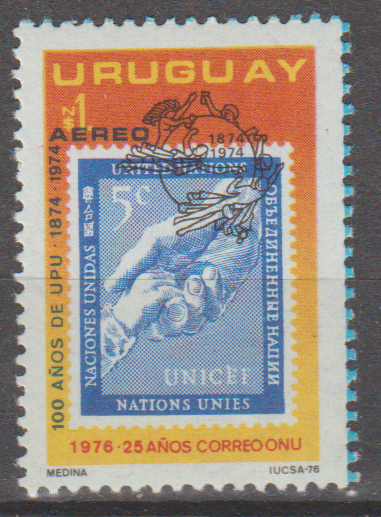 URUGUAY
N$ 1
AEREO
1874
1974
100 AÑOS DE UPU · 1874 · 1974
UNITED NATIONS
5c
NACIONES UNIDAS
ОБЪЕДИНЕННЫЕ НАЦИИ
UNICEF
NATIONS UNIES
1976 · 25 AÑOS CORREO ONU
MEDINA
IUCSA-76